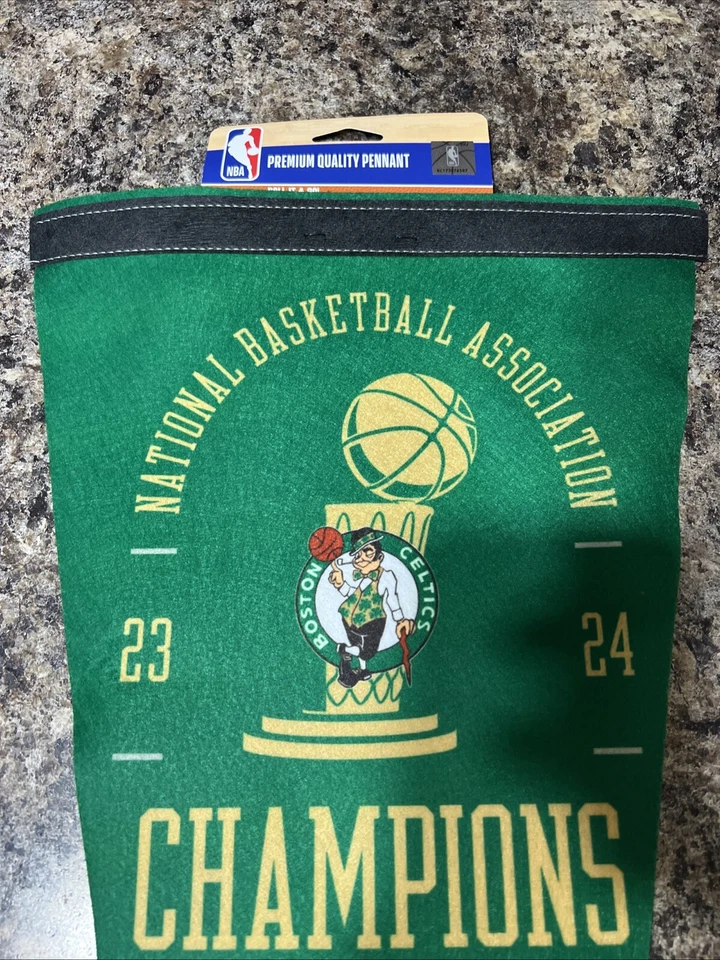 NBA
PREMIUM QUALITY PENNANT
NATIONAL BASKETBALL ASSOCIATION
BOSTON CELTICS
23
24
CHAMPIONS